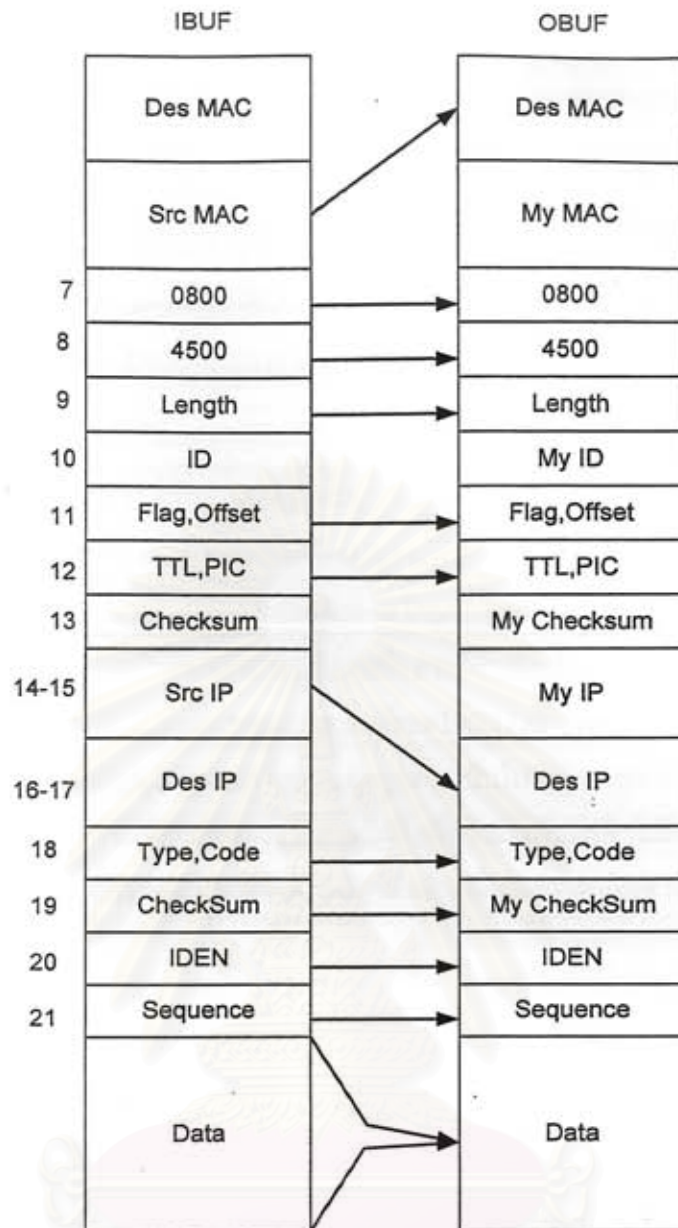 IBUF OBUF
Des MAC Des MAC
Src MAC My MAC
7 0800 0800
8 4500 4500
9 Length Length
10 ID My ID
11 Flag,Offset Flag,Offset
12 TTL,PIC TTL,PIC
13 Checksum My Checksum
14-15 Src IP My IP
16-17 Des IP Des IP
18 Type,Code Type,Code
19 CheckSum My CheckSum
20 IDEN IDEN
21 Sequence Sequence
Data Data